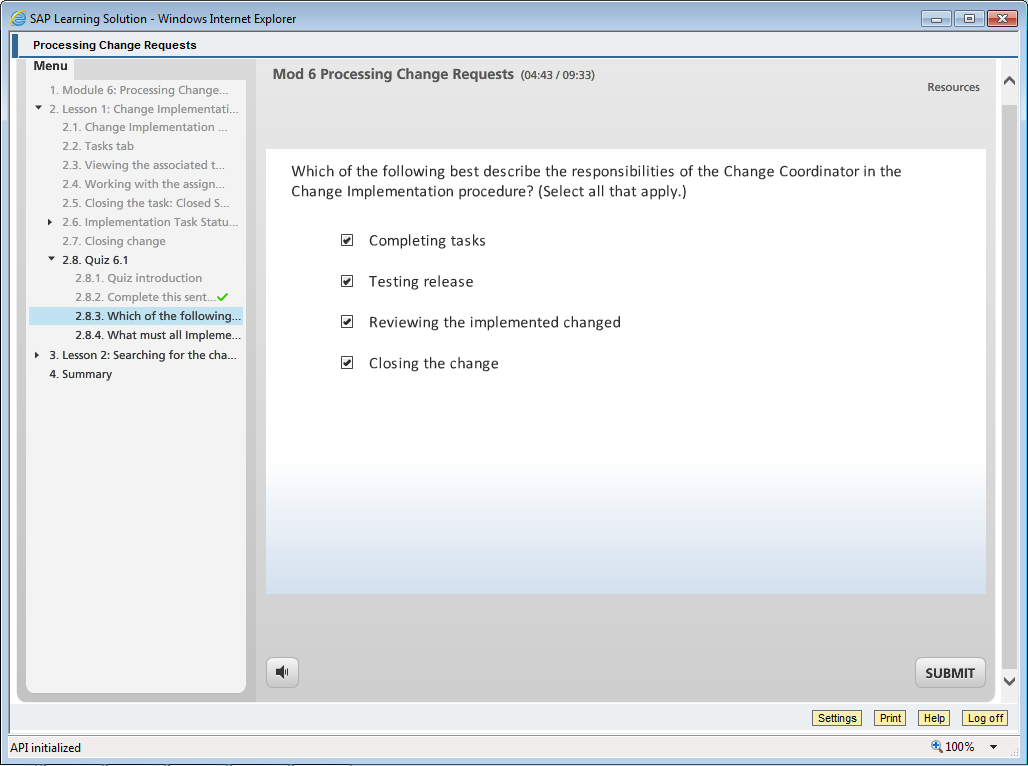 SAP Learning Solution - Windows Internet Explorer
Processing Change Requests
Menu
1. Module 6: Processing Change...
2. Lesson 1: Change Implementati...
2.1. Change Implementation ...
2.2. Tasks tab
2.3. Viewing the associated t...
2.4. Working with the assign...
2.5. Closing the task: Closed S...
2.6. Implementation Task Statu...
2.7. Closing change
2.8. Quiz 6.1
2.8.1. Quiz introduction
2.8.2. Complete this sent...
2.8.3. Which of the following...
2.8.4. What must all Impleme...
3. Lesson 2: Searching for the cha...
4. Summary
Mod 6 Processing Change Requests (04:43 / 09:33)
Resources
Which of the following best describe the responsibilities of the Change Coordinator in the
Change Implementation procedure? (Select all that apply.)
Completing tasks
Testing release
Reviewing the implemented changed
Closing the change
SUBMIT
Settings Print Help Log off
API initialized
100%